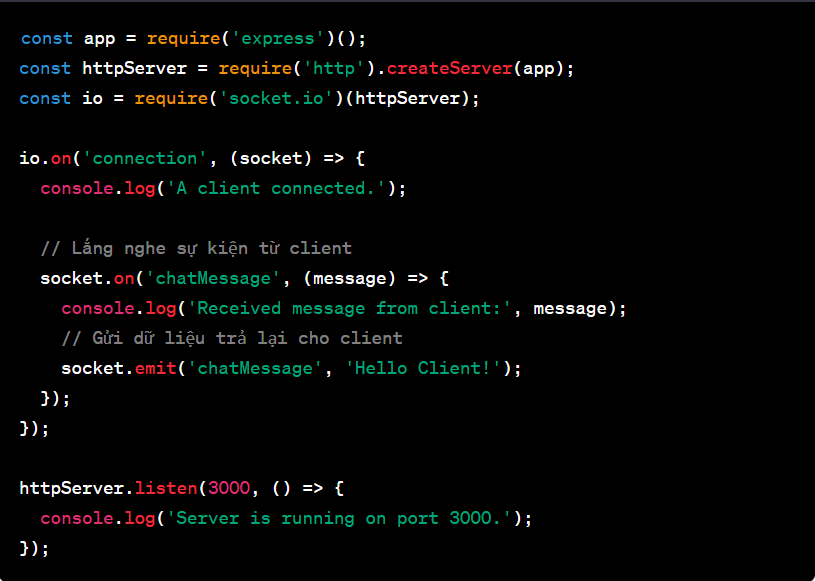 const app = require('express')();
const httpServer = require('http').createServer(app);
const io = require('socket.io')(httpServer);

io.on('connection', (socket) => {
  console.log('A client connected.');

  // Lắng nghe sự kiện từ client
  socket.on('chatMessage', (message) => {
    console.log('Received message from client:', message);
    // Gửi dữ liệu trả lại cho client
    socket.emit('chatMessage', 'Hello Client!');
  });
});

httpServer.listen(3000, () => {
  console.log('Server is running on port 3000.');
});